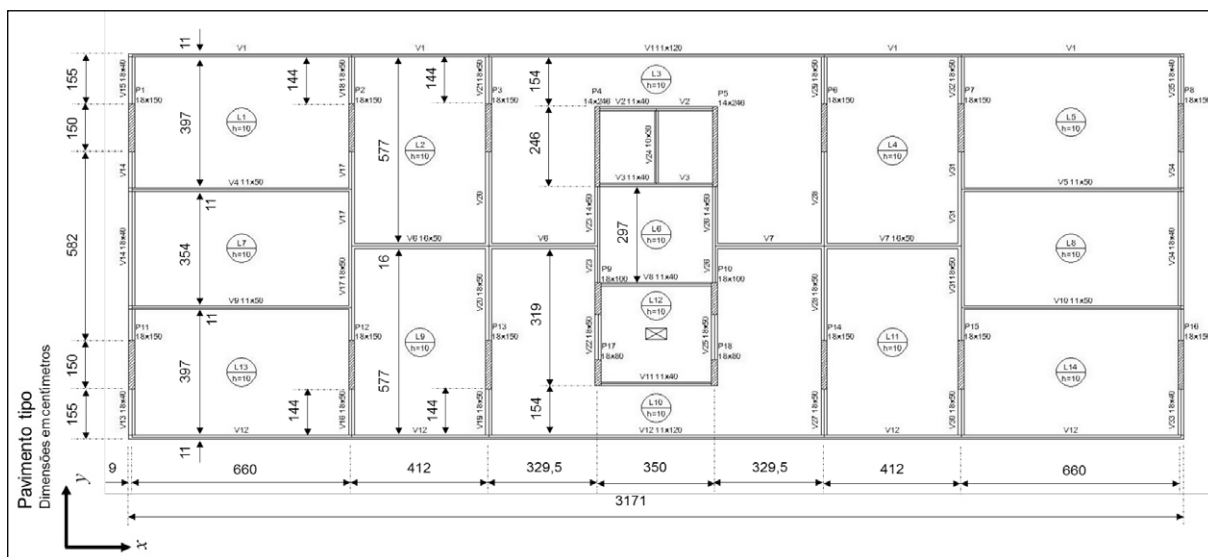 V1
V1
V11 11x120
V1
V1
11
155
150
582
150
155
V15 18x40
P1
18x150
144
V18 18x50
P2
18x150
144
V21 18x50
P3
18x150
154
L3
h=10
P4
14x246
V2 11x40
V2
P5
14x246
V29 18x50
P6
18x150
V32 18x50
P7
18x150
V35 18x40
P8
18x150
397
L1
h=10
577
L2
h=10
246
V24 10x30
L4
h=10
L5
h=10
V14
V17
V20
V28
V31
V34
V4 11x50
V3 11x40
V3
V5 11x50
11
V17
V23 14x50
V26 14x50
V31
354
L7
h=10
V14 18x40
297
L6
h=10
L8
h=10
V34 18x40
V6 16x50
V6
V7
V7 16x50
16
V23
V26
V17 18x50
V20 18x50
P9
18x100
V8 11x40
P10
18x100
V28 18x50
V31 18x50
V9 11x50
V10 11x50
11
319
L12
h=10
P11
18x150
P12
18x150
P13
18x150
V22 18x50
V25 18x50
P14
18x150
P15
18x150
P16
18x150
L9
h=10
L11
h=10
P17
18x80
P18
18x80
397
L13
h=10
577
L14
h=10
V11 11x40
V13 18x40
144
V16 18x50
144
V19 18x50
154
L10
h=10
V27 18x50
V30 18x50
V33 18x40
V12
V12
V12 11x120
V12
V12
11
9
660
412
329,5
350
329,5
412
660
3171
Pavimento tipo
Dimensões em centímetros
y
x